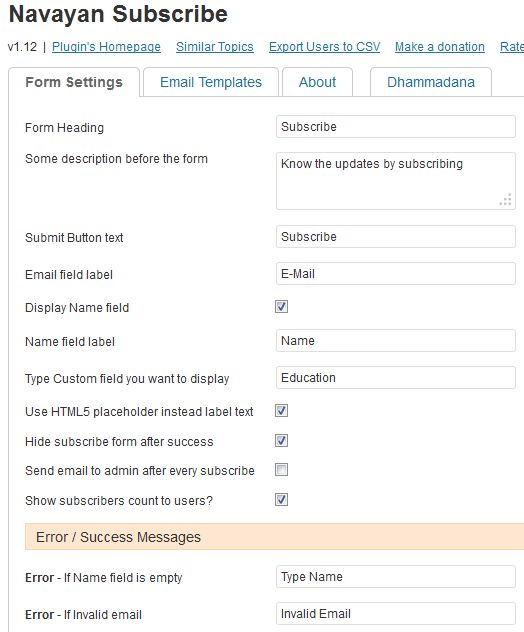 Navayan Subscribe
v1.12 | Plugin's Homepage Similar Topics Export Users to CSV Make a donation Rate
Form Settings Email Templates About Dhammadana
Form Heading Subscribe
Some description before the form Know the updates by subscribing
Submit Button text Subscribe
Email field label E-Mail
Display Name field
Name field label Name
Type Custom field you want to display Education
Use HTML5 placeholder instead label text
Hide subscribe form after success
Send email to admin after every subscribe
Show subscribers count to users?
Error / Success Messages
Error - If Name field is empty Type Name
Error - If Invalid email Invalid Email